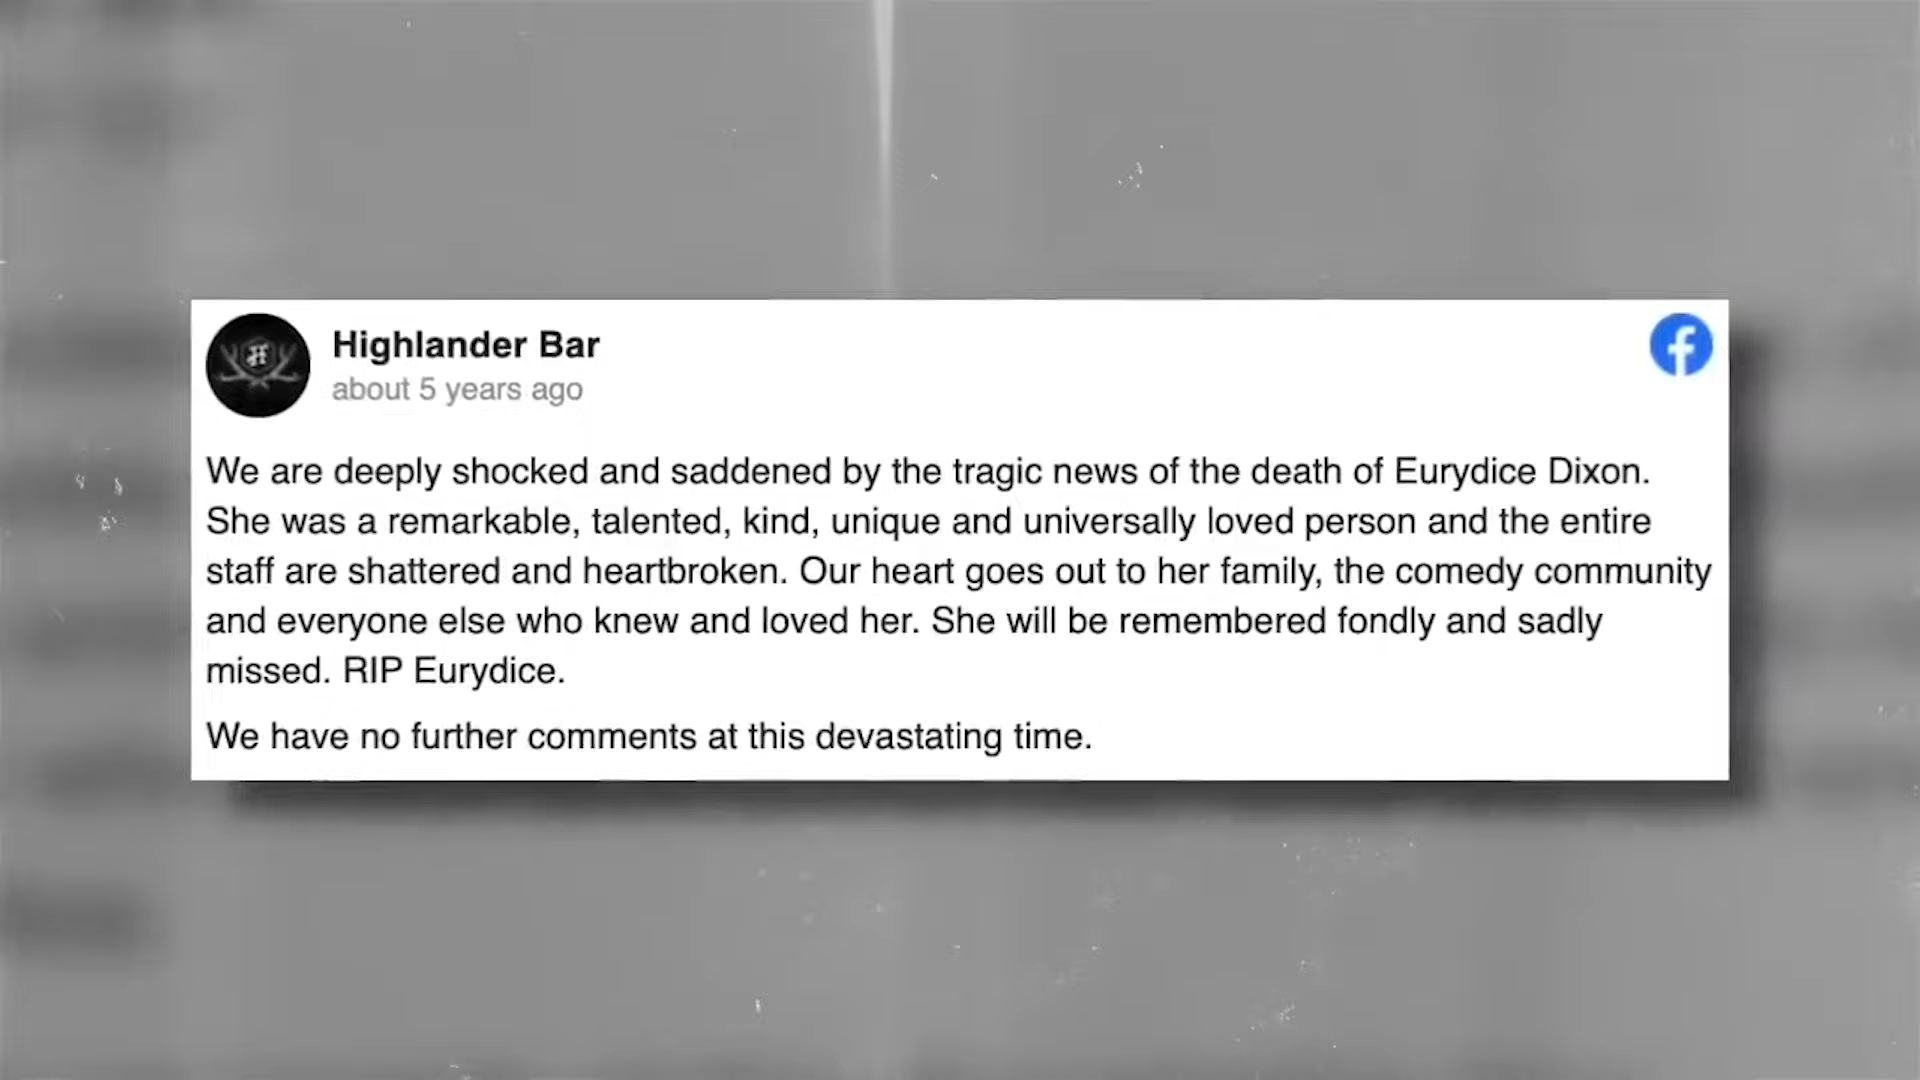 Highlander Bar
about 5 years ago
We are deeply shocked and saddened by the tragic news of the death of Eurydice Dixon.
She was a remarkable, talented, kind, unique and universally loved person and the entire
staff are shattered and heartbroken. Our heart goes out to her family, the comedy community
and everyone else who knew and loved her. She will be remembered fondly and sadly
missed. RIP Eurydice.
We have no further comments at this devastating time.